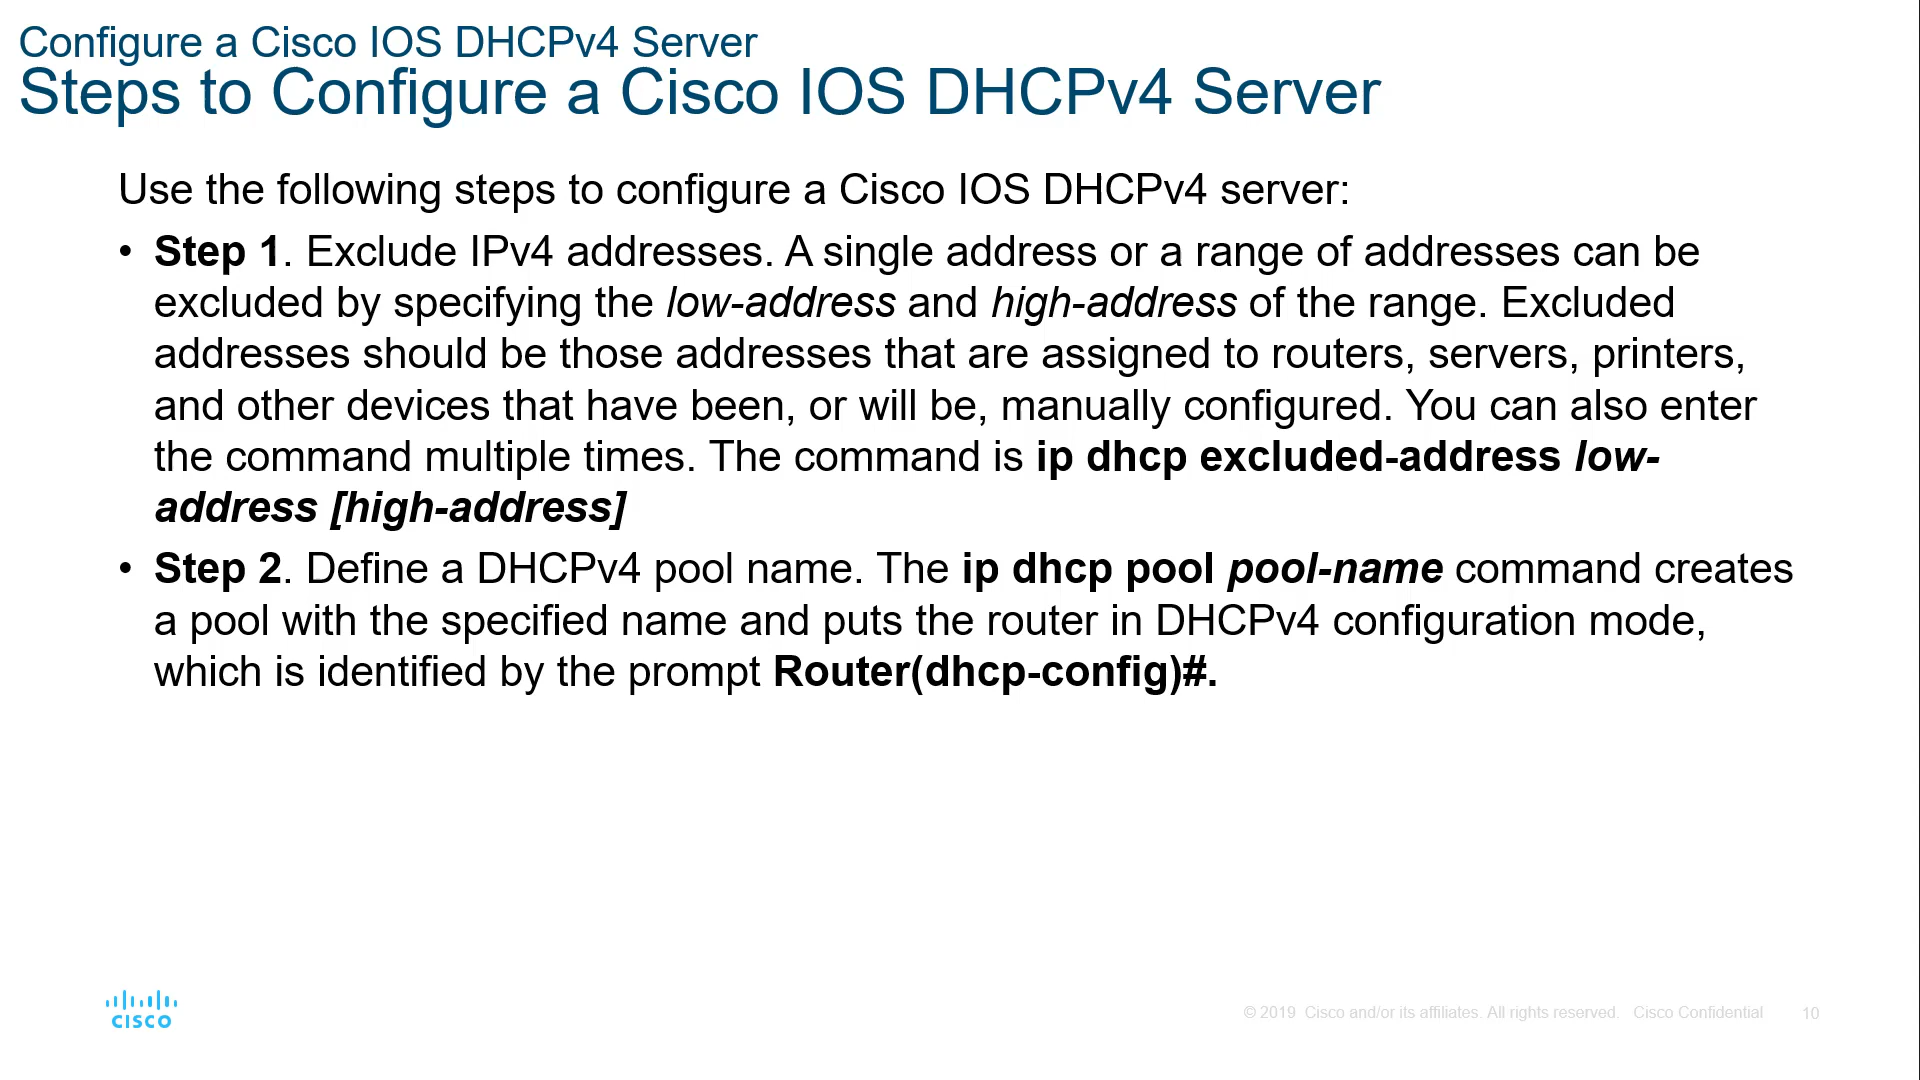 Configure a Cisco IOS DHCPv4 Server
Steps to Configure a Cisco IOS DHCPv4 Server
Use the following steps to configure a Cisco IOS DHCPv4 server:
• Step 1. Exclude IPv4 addresses. A single address or a range of addresses can be
excluded by specifying the low-address and high-address of the range. Excluded
addresses should be those addresses that are assigned to routers, servers, printers,
and other devices that have been, or will be, manually configured. You can also enter
the command multiple times. The command is ip dhcp excluded-address low-
address [high-address]
• Step 2. Define a DHCPv4 pool name. The ip dhcp pool pool-name command creates
a pool with the specified name and puts the router in DHCPv4 configuration mode,
which is identified by the prompt Router(dhcp-config)#.
CISCO
© 2019 Cisco and/or its affiliates. All rights reserved. Cisco Confidential
10